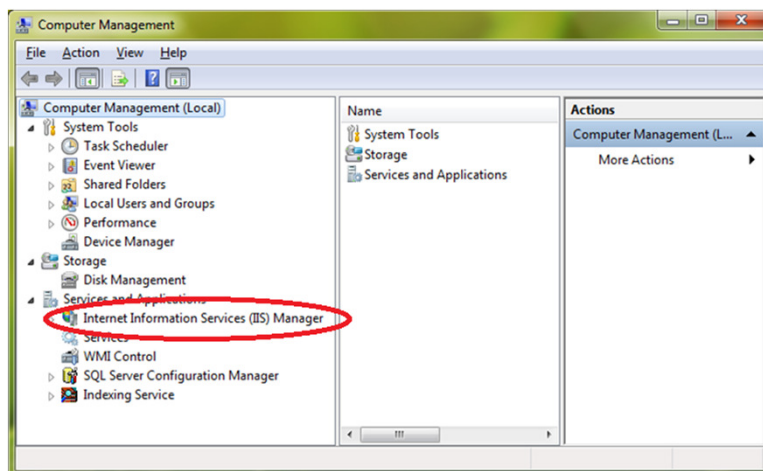 Computer Management
File Action View Help
Computer Management (Local)
System Tools
Task Scheduler
Event Viewer
Shared Folders
Local Users and Groups
Performance
Device Manager
Storage
Disk Management
Services and Applications
Internet Information Services (IIS) Manager
Services
WMI Control
SQL Server Configuration Manager
Indexing Service
Name
System Tools
Storage
Services and Applications
Actions
Computer Management (L...
More Actions